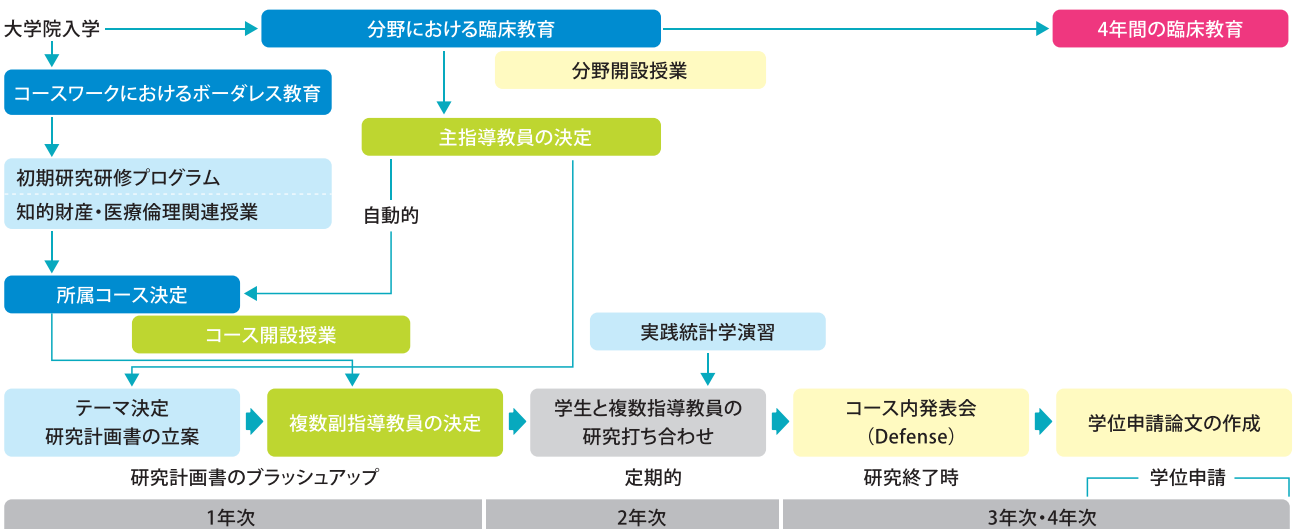 大学院入学
分野における臨床教育
4年間の臨床教育
分野開設授業
コースワークにおけるボーダレス教育
主指導教員の決定
初期研究研修プログラム
知的財産・医療倫理関連授業
自動的
所属コース決定
コース開設授業
実践統計学演習
テーマ決定
研究計画書の立案
複数副指導教員の決定
学生と複数指導教員の
研究打ち合わせ
コース内発表会
（Defense）
学位申請論文の作成
研究計画書のブラッシュアップ
定期的
研究終了時
学位申請
1年次
2年次
3年次・4年次